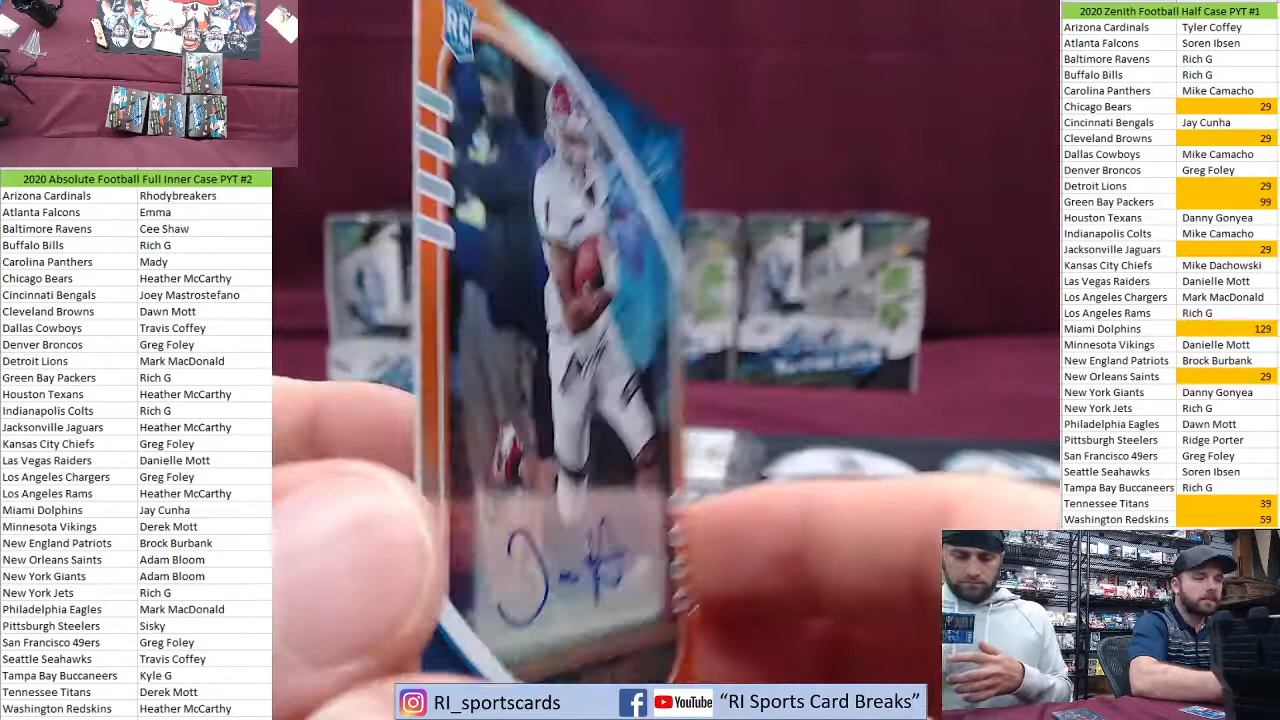 2020 Absolute Football Full Inner Case PYT #2
Arizona Cardinals Rhodybreakers
Atlanta Falcons Emma
Baltimore Ravens Cee Shaw
Buffalo Bills Rich G
Carolina Panthers Mady
Chicago Bears Heather McCarthy
Cincinnati Bengals Joey Mastrostefano
Cleveland Browns Dawn Mott
Dallas Cowboys Travis Coffey
Denver Broncos Greg Foley
Detroit Lions Mark MacDonald
Green Bay Packers Rich G
Houston Texans Heather McCarthy
Indianapolis Colts Rich G
Jacksonville Jaguars Heather McCarthy
Kansas City Chiefs Greg Foley
Las Vegas Raiders Danielle Mott
Los Angeles Chargers Greg Foley
Los Angeles Rams Heather McCarthy
Miami Dolphins Jay Cunha
Minnesota Vikings Derek Mott
New England Patriots Brock Burbank
New Orleans Saints Adam Bloom
New York Giants Adam Bloom
New York Jets Rich G
Philadelphia Eagles Mark MacDonald
Pittsburgh Steelers Sisky
San Francisco 49ers Greg Foley
Seattle Seahawks Travis Coffey
Tampa Bay Buccaneers Kyle G
Tennessee Titans Derek Mott
Washington Redskins Heather McCarthy
RC
2020 Zenith Football Half Case PYT #1
Arizona Cardinals Tyler Coffey
Atlanta Falcons Soren Ibsen
Baltimore Ravens Rich G
Buffalo Bills Rich G
Carolina Panthers Mike Camacho
Chicago Bears 29
Cincinnati Bengals Jay Cunha
Cleveland Browns 29
Dallas Cowboys Mike Camacho
Denver Broncos Greg Foley
Detroit Lions 29
Green Bay Packers 99
Houston Texans Danny Gonyea
Indianapolis Colts Mike Camacho
Jacksonville Jaguars 29
Kansas City Chiefs Mike Dachowski
Las Vegas Raiders Danielle Mott
Los Angeles Chargers Mark MacDonald
Los Angeles Rams Rich G
Miami Dolphins 129
Minnesota Vikings Danielle Mott
New England Patriots Brock Burbank
New Orleans Saints 29
New York Giants Danny Gonyea
New York Jets Rich G
Philadelphia Eagles Dawn Mott
Pittsburgh Steelers Ridge Porter
San Francisco 49ers Greg Foley
Seattle Seahawks Soren Ibsen
Tampa Bay Buccaneers Rich G
Tennessee Titans 39
Washington Redskins 59
RI_sportscards YouTube “RI Sports Card Breaks”